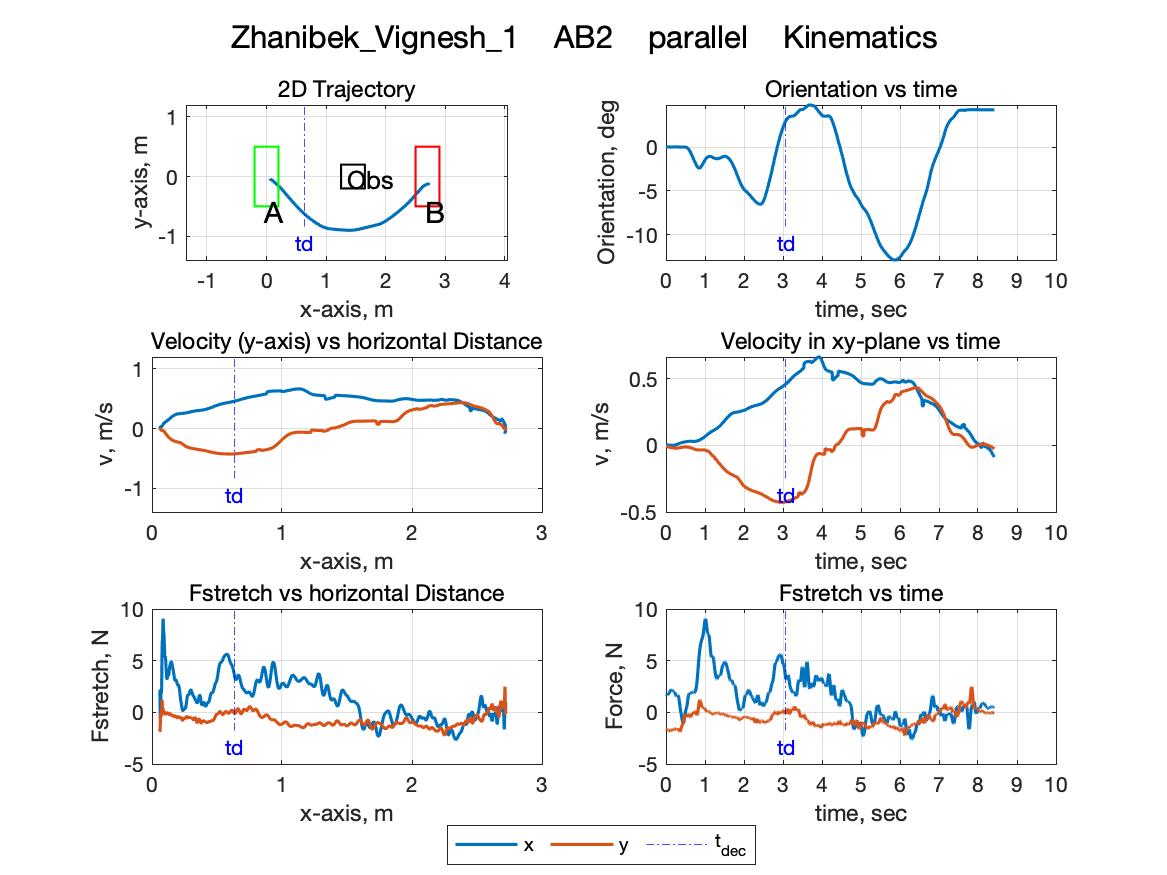 Zhanibek_Vignesh_1 AB2 parallel Kinematics
2D Trajectory
y-axis, m
1
0
-1
A
Obs
B
td
-1 0 1 2 3 4
x-axis, m
Orientation vs time
Orientation, deg
0
-5
-10
td
0 1 2 3 4 5 6 7 8 9 10
time, sec
Velocity (y-axis) vs horizontal Distance
v, m/s
1
0
-1
td
0 1 2 3
x-axis, m
Velocity in xy-plane vs time
v, m/s
0.5
0
-0.5
td
0 1 2 3 4 5 6 7 8 9 10
time, sec
Fstretch vs horizontal Distance
Fstretch, N
10
5
0
-5
td
0 1 2 3
x-axis, m
Fstretch vs time
Force, N
10
5
0
-5
td
0 1 2 3 4 5 6 7 8 9 10
time, sec
x y t_dec